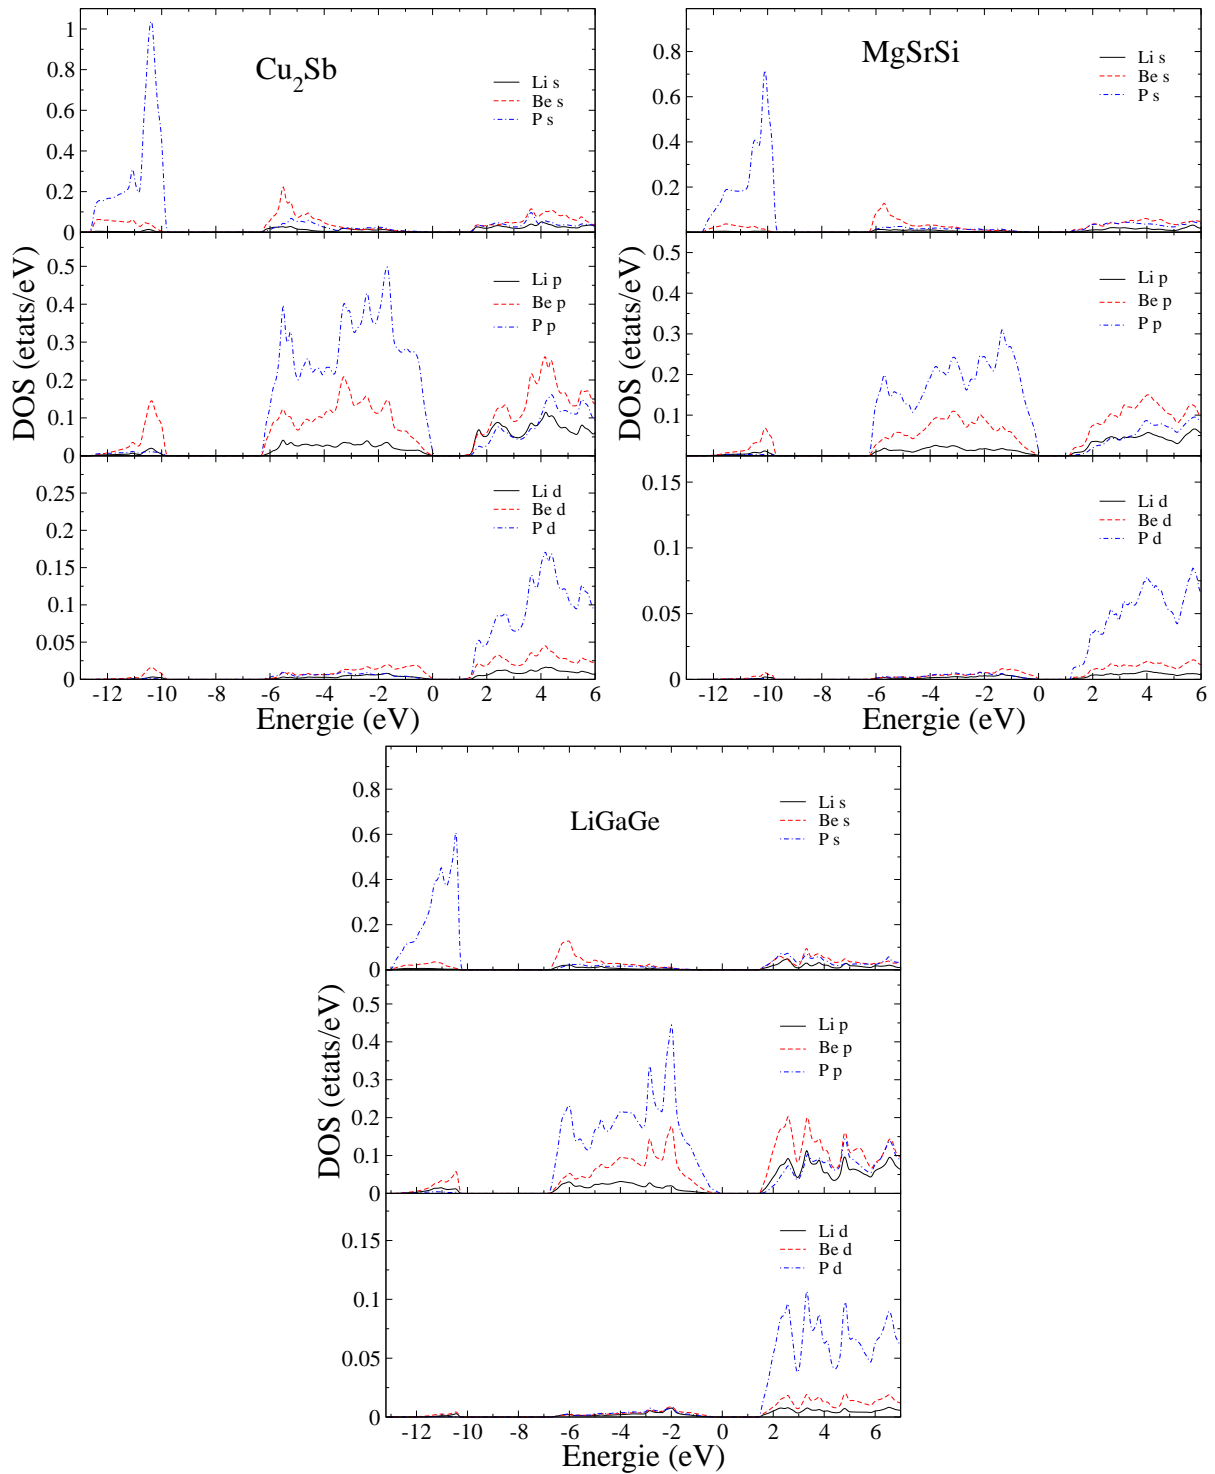 Cu2Sb
Li s
Be s
P s
1
0.8
0.6
0.4
0.2
0
Li p
Be p
P p
0.5
0.4
0.3
0.2
0.1
0
Li d
Be d
P d
0.25
0.2
0.15
0.1
0.05
0
-12 -10 -8 -6 -4 -2 0 2 4 6
DOS (etats/eV)
Energie (eV)
MgSrSi
Li s
Be s
P s
0.8
0.6
0.4
0.2
Li p
Be p
P p
0.5
0.4
0.3
0.2
0.1
Li d
Be d
P d
0.15
0.1
0.05
0
-12 -10 -8 -6 -4 -2 0 2 4 6
DOS (etats/eV)
Energie (eV)
LiGaGe
Li s
Be s
P s
0.8
0.6
0.4
0.2
0
Li p
Be p
P p
0.5
0.4
0.3
0.2
0.1
0
Li d
Be d
P d
0.15
0.1
0.05
0
-12 -10 -8 -6 -4 -2 0 2 4 6
DOS (etats/eV)
Energie (eV)